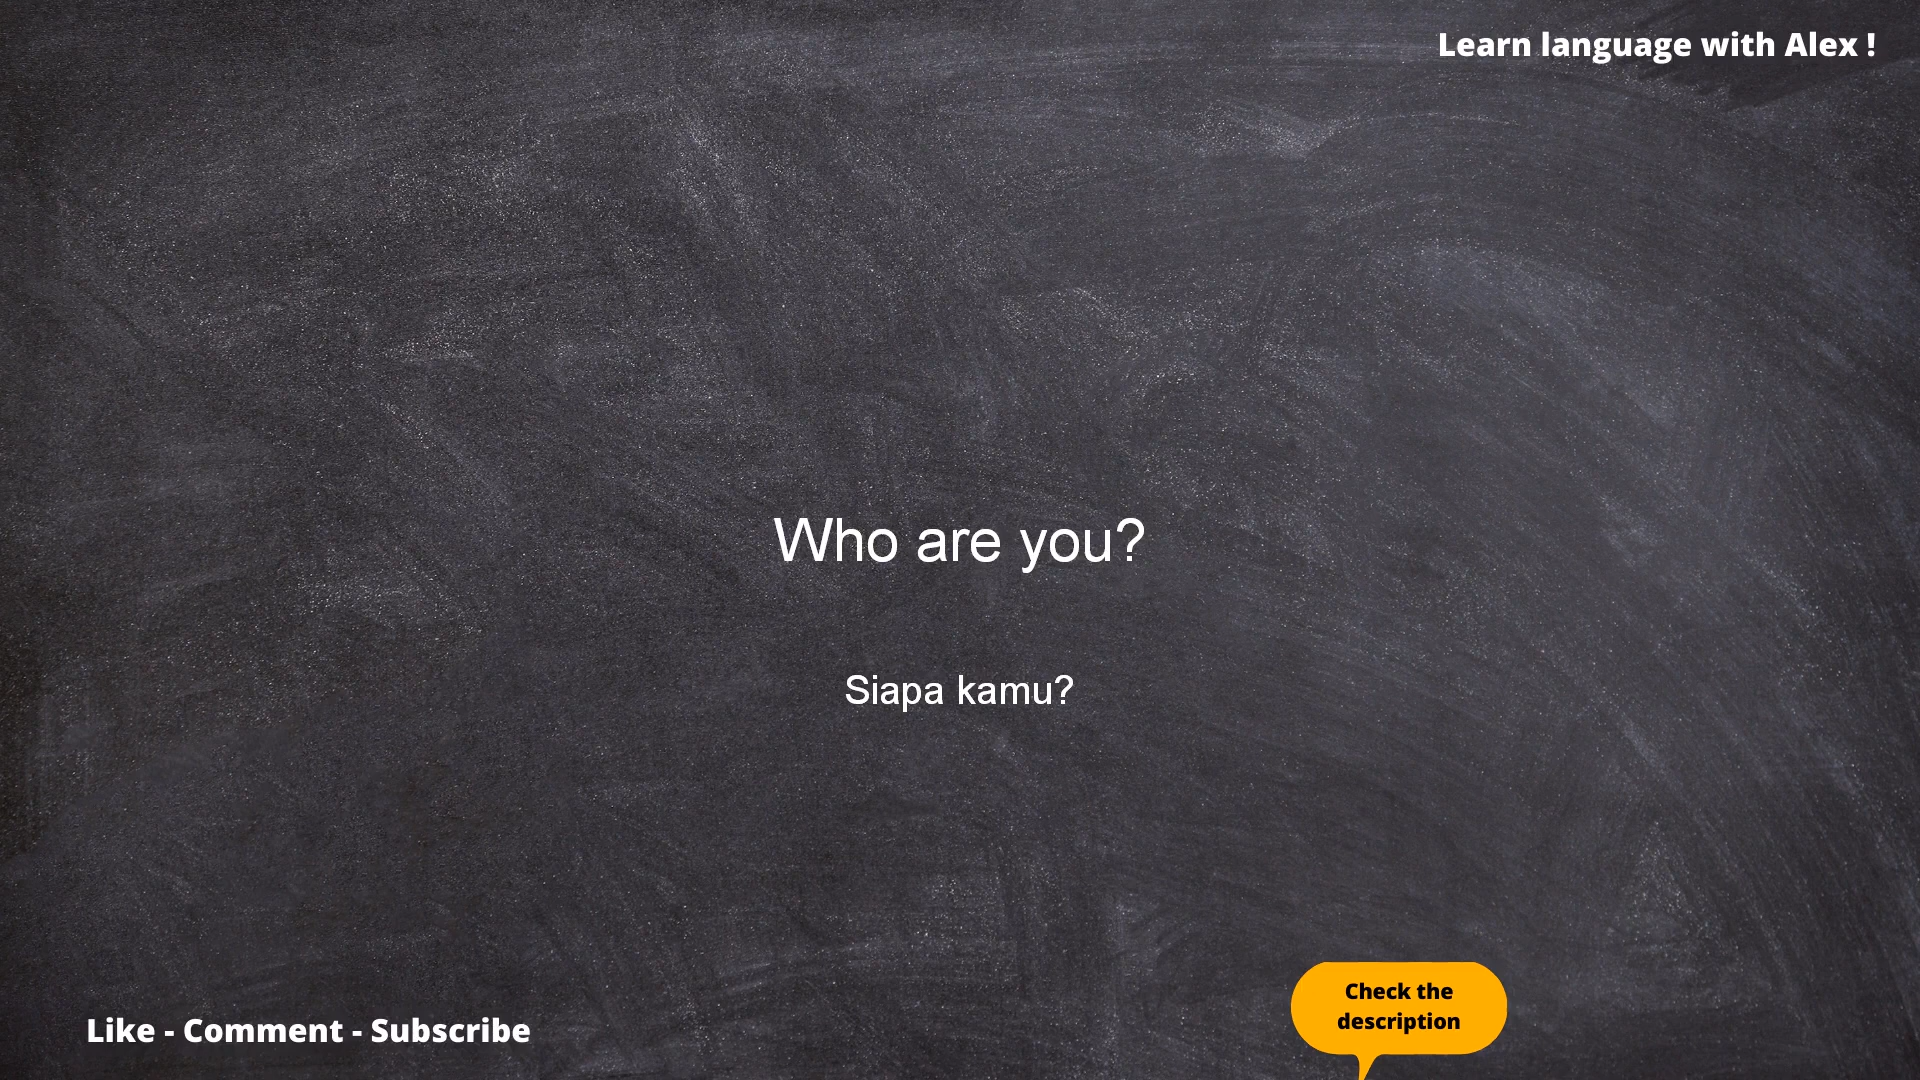 Learn language with Alex !
Who are you?
Siapa kamu?
Check the
description
Like - Comment - Subscribe